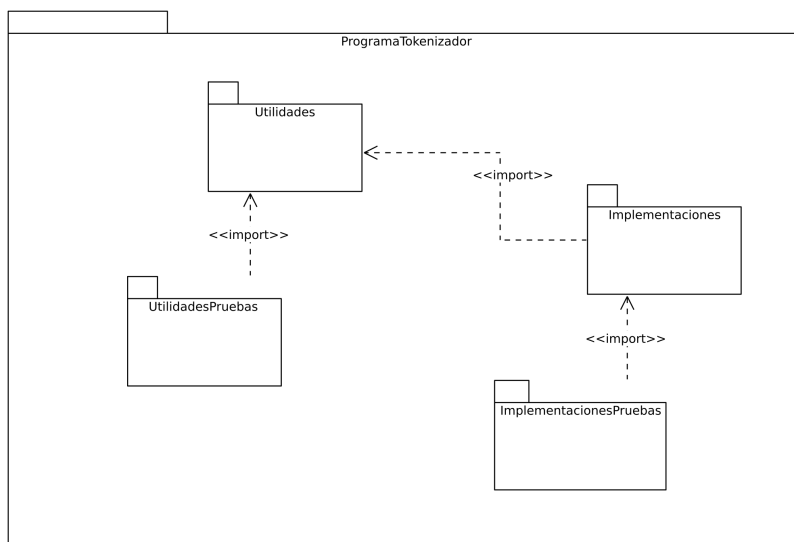 ProgramaTokenizador
Utilidades
<<import>>
Implementaciones
<<import>>
UtilidadesPruebas
<<import>>
ImplementacionesPruebas